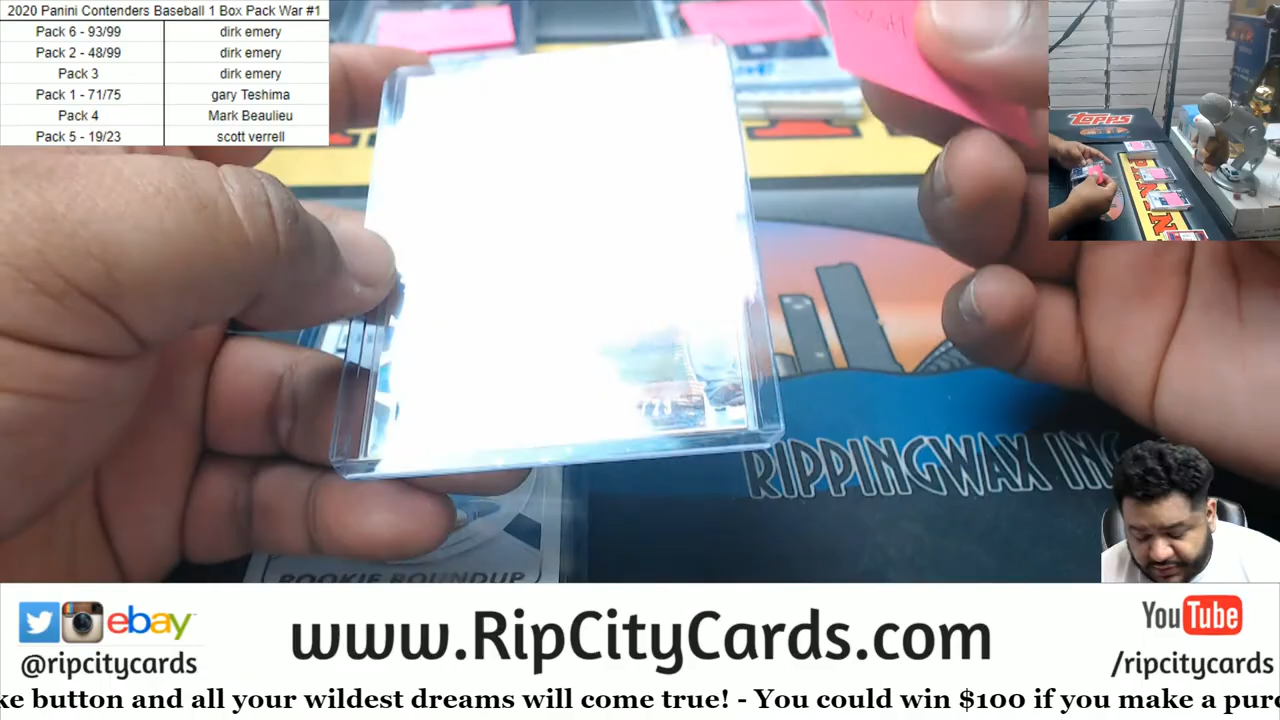 2020 Panini Contenders Baseball 1 Box Pack War #1
Pack 6 - 93/99 dirk emery
Pack 2 - 48/99 dirk emery
Pack 3 dirk emery
Pack 1 - 71/75 gary Teshima
Pack 4 Mark Beaulieu
Pack 5 - 19/23 scott verrell
TOPPS
RIPPINGWAX INC
ROOKIE ROUNDUP
ebay
@ripcitycards
www.RipCityCards.com
YouTube
/ripcitycards
ke button and all your wildest dreams will come true! - You could win $100 if you make a purc